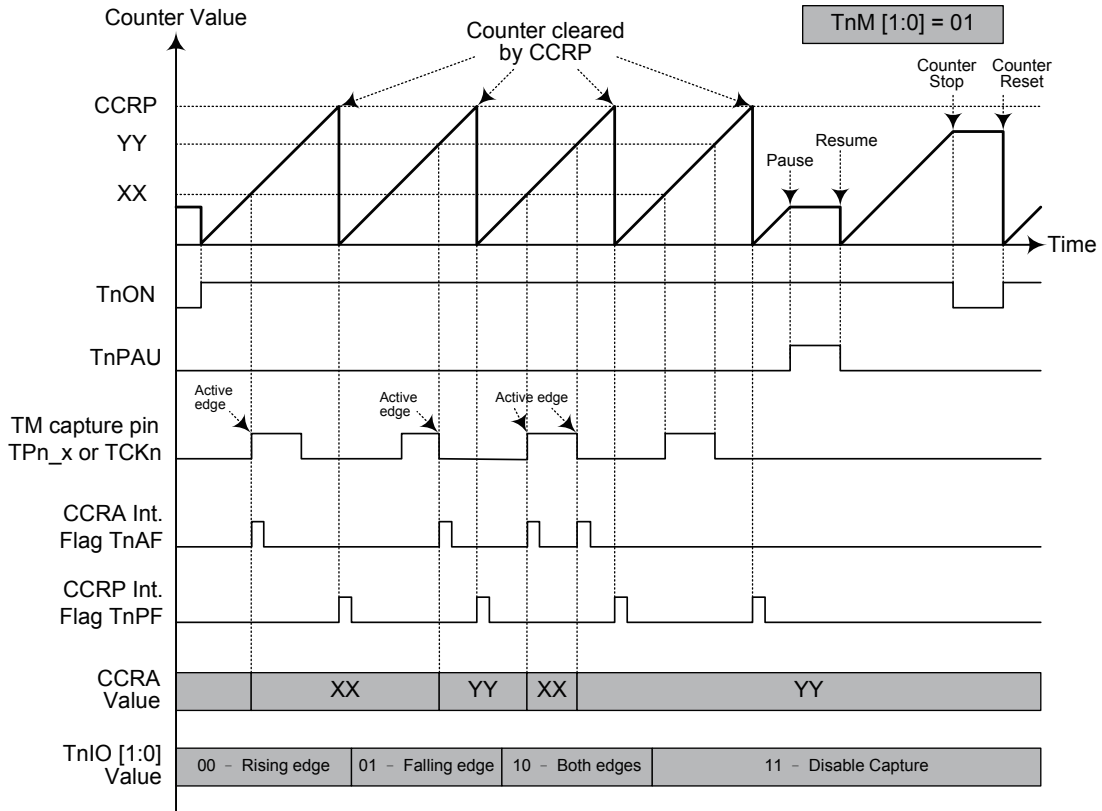 Counter Value
TnM [1:0] = 01
Counter cleared
by CCRP
Counter
Stop
Counter
Reset
CCRP
YY
XX
Pause
Resume
Time
TnON
TnPAU
Active
edge
Active
edge
Active edge
TM capture pin
TPn_x or TCKn
CCRA Int.
Flag TnAF
CCRP Int.
Flag TnPF
CCRA
Value
XX
YY
XX
YY
TnIO [1:0]
Value
00 – Rising edge
01 – Falling edge
10 – Both edges
11 – Disable Capture